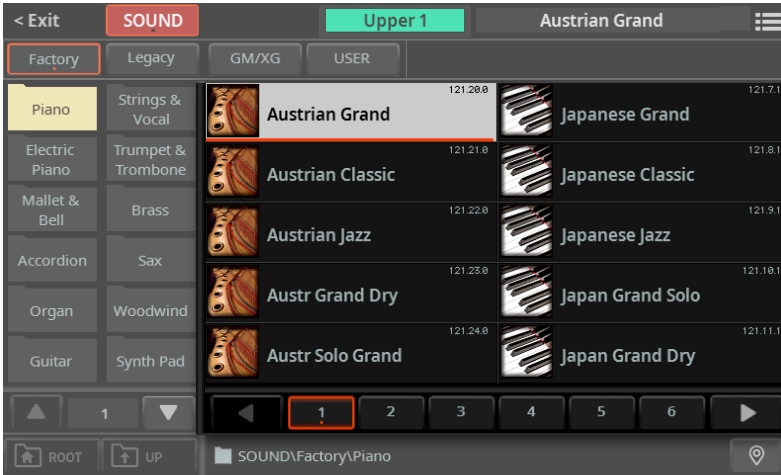 < Exit SOUND Upper 1 Austrian Grand
Factory Legacy GM/XG USER
Piano
Strings &
Vocal
Electric
Piano
Trumpet &
Trombone
Mallet &
Bell
Brass
Accordion
Sax
Organ
Woodwind
Guitar
Synth Pad
121.20.0
Austrian Grand
121.7.1
Japanese Grand
121.21.0
Austrian Classic
121.8.1
Japanese Classic
121.22.0
Austrian Jazz
121.9.1
Japanese Jazz
121.23.0
Austr Grand Dry
121.10.1
Japan Grand Solo
121.24.0
Austr Solo Grand
121.11.1
Japan Grand Dry
1
1 2 3 4 5 6
ROOT UP SOUND\Factory\Piano